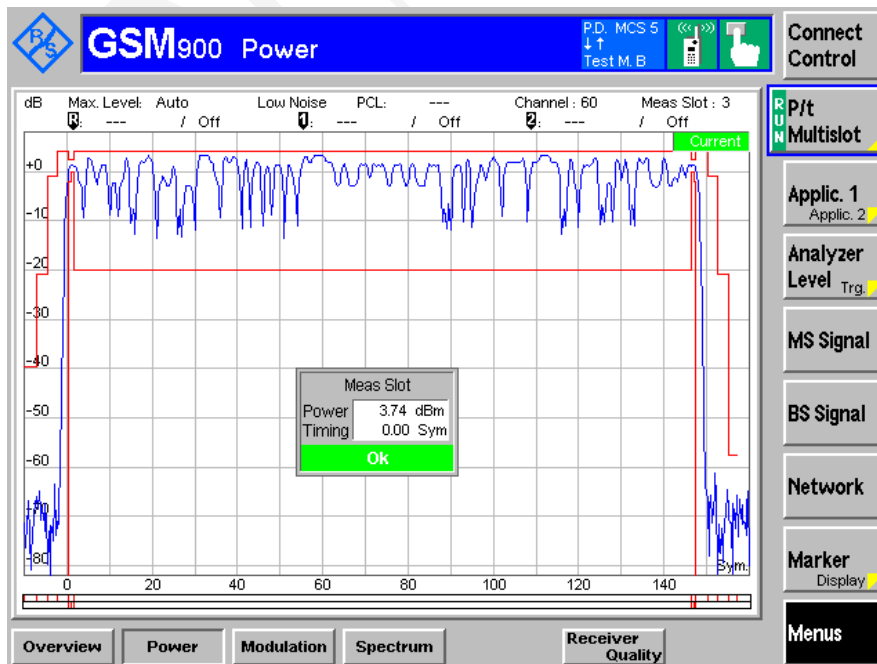 R&S
GSM900 Power
P.D. MCS 5
Test M. B
Connect
Control
dB Max. Level: Auto Low Noise PCL: --- Channel : 60 Meas Slot : 3
R: --- / Off 1: --- / Off 2: --- / Off
Current
RUN
P/t
Multislot
Applic. 1
Applic. 2
Analyzer
Level Trg.
MS Signal
BS Signal
Network
Marker
Display
Menus
+0
-10
-20
-30
-40
-50
-60
-70
-80
Meas Slot
Power 3.74 dBm
Timing 0.00 Sym
Ok
Sym.
0 20 40 60 80 100 120 140
Overview Power Modulation Spectrum Receiver
Quality